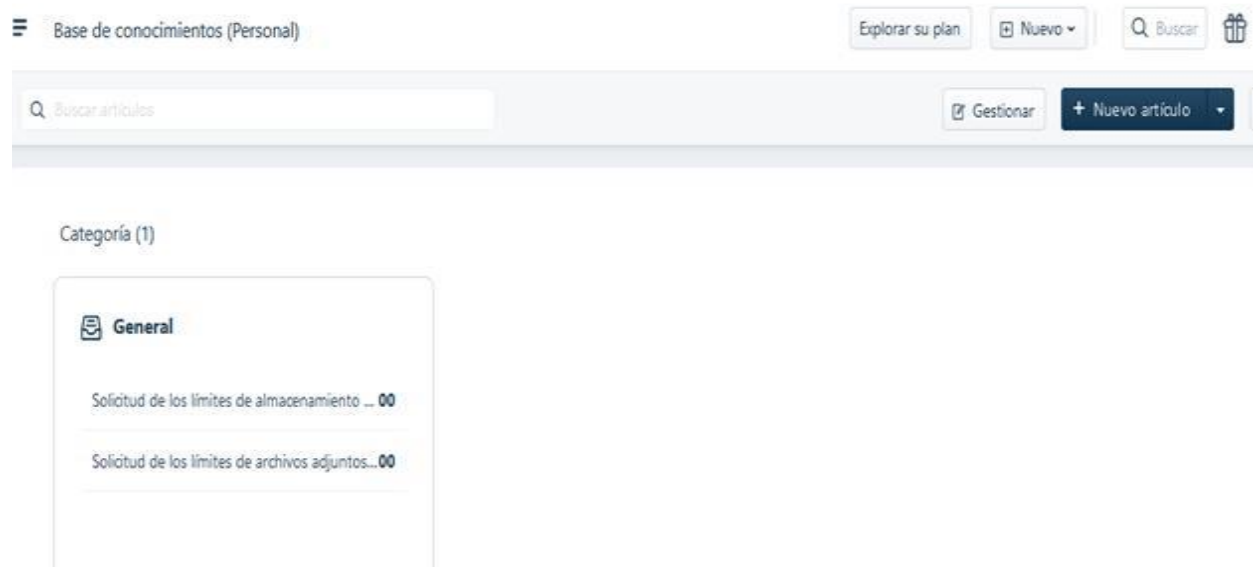 Base de conocimientos (Personal)
Explorar su plan
Nuevo
Buscar
Buscar artículos
Gestionar
+ Nuevo artículo
Categoría (1)
General
Solicitud de los límites de almacenamiento ... 00
Solicitud de los límites de archivos adjuntos...00